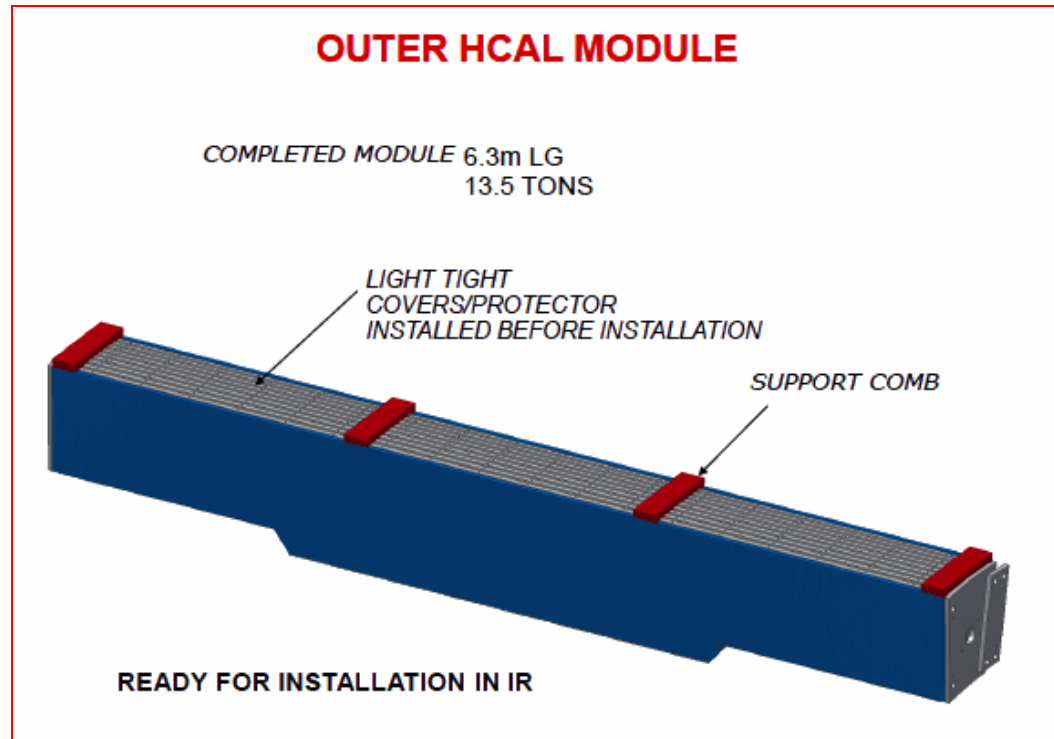 OUTER HCAL MODULE
COMPLETED MODULE 6.3m LG
13.5 TONS
LIGHT TIGHT
COVERS/PROTECTOR
INSTALLED BEFORE INSTALLATION
SUPPORT COMB
READY FOR INSTALLATION IN IR